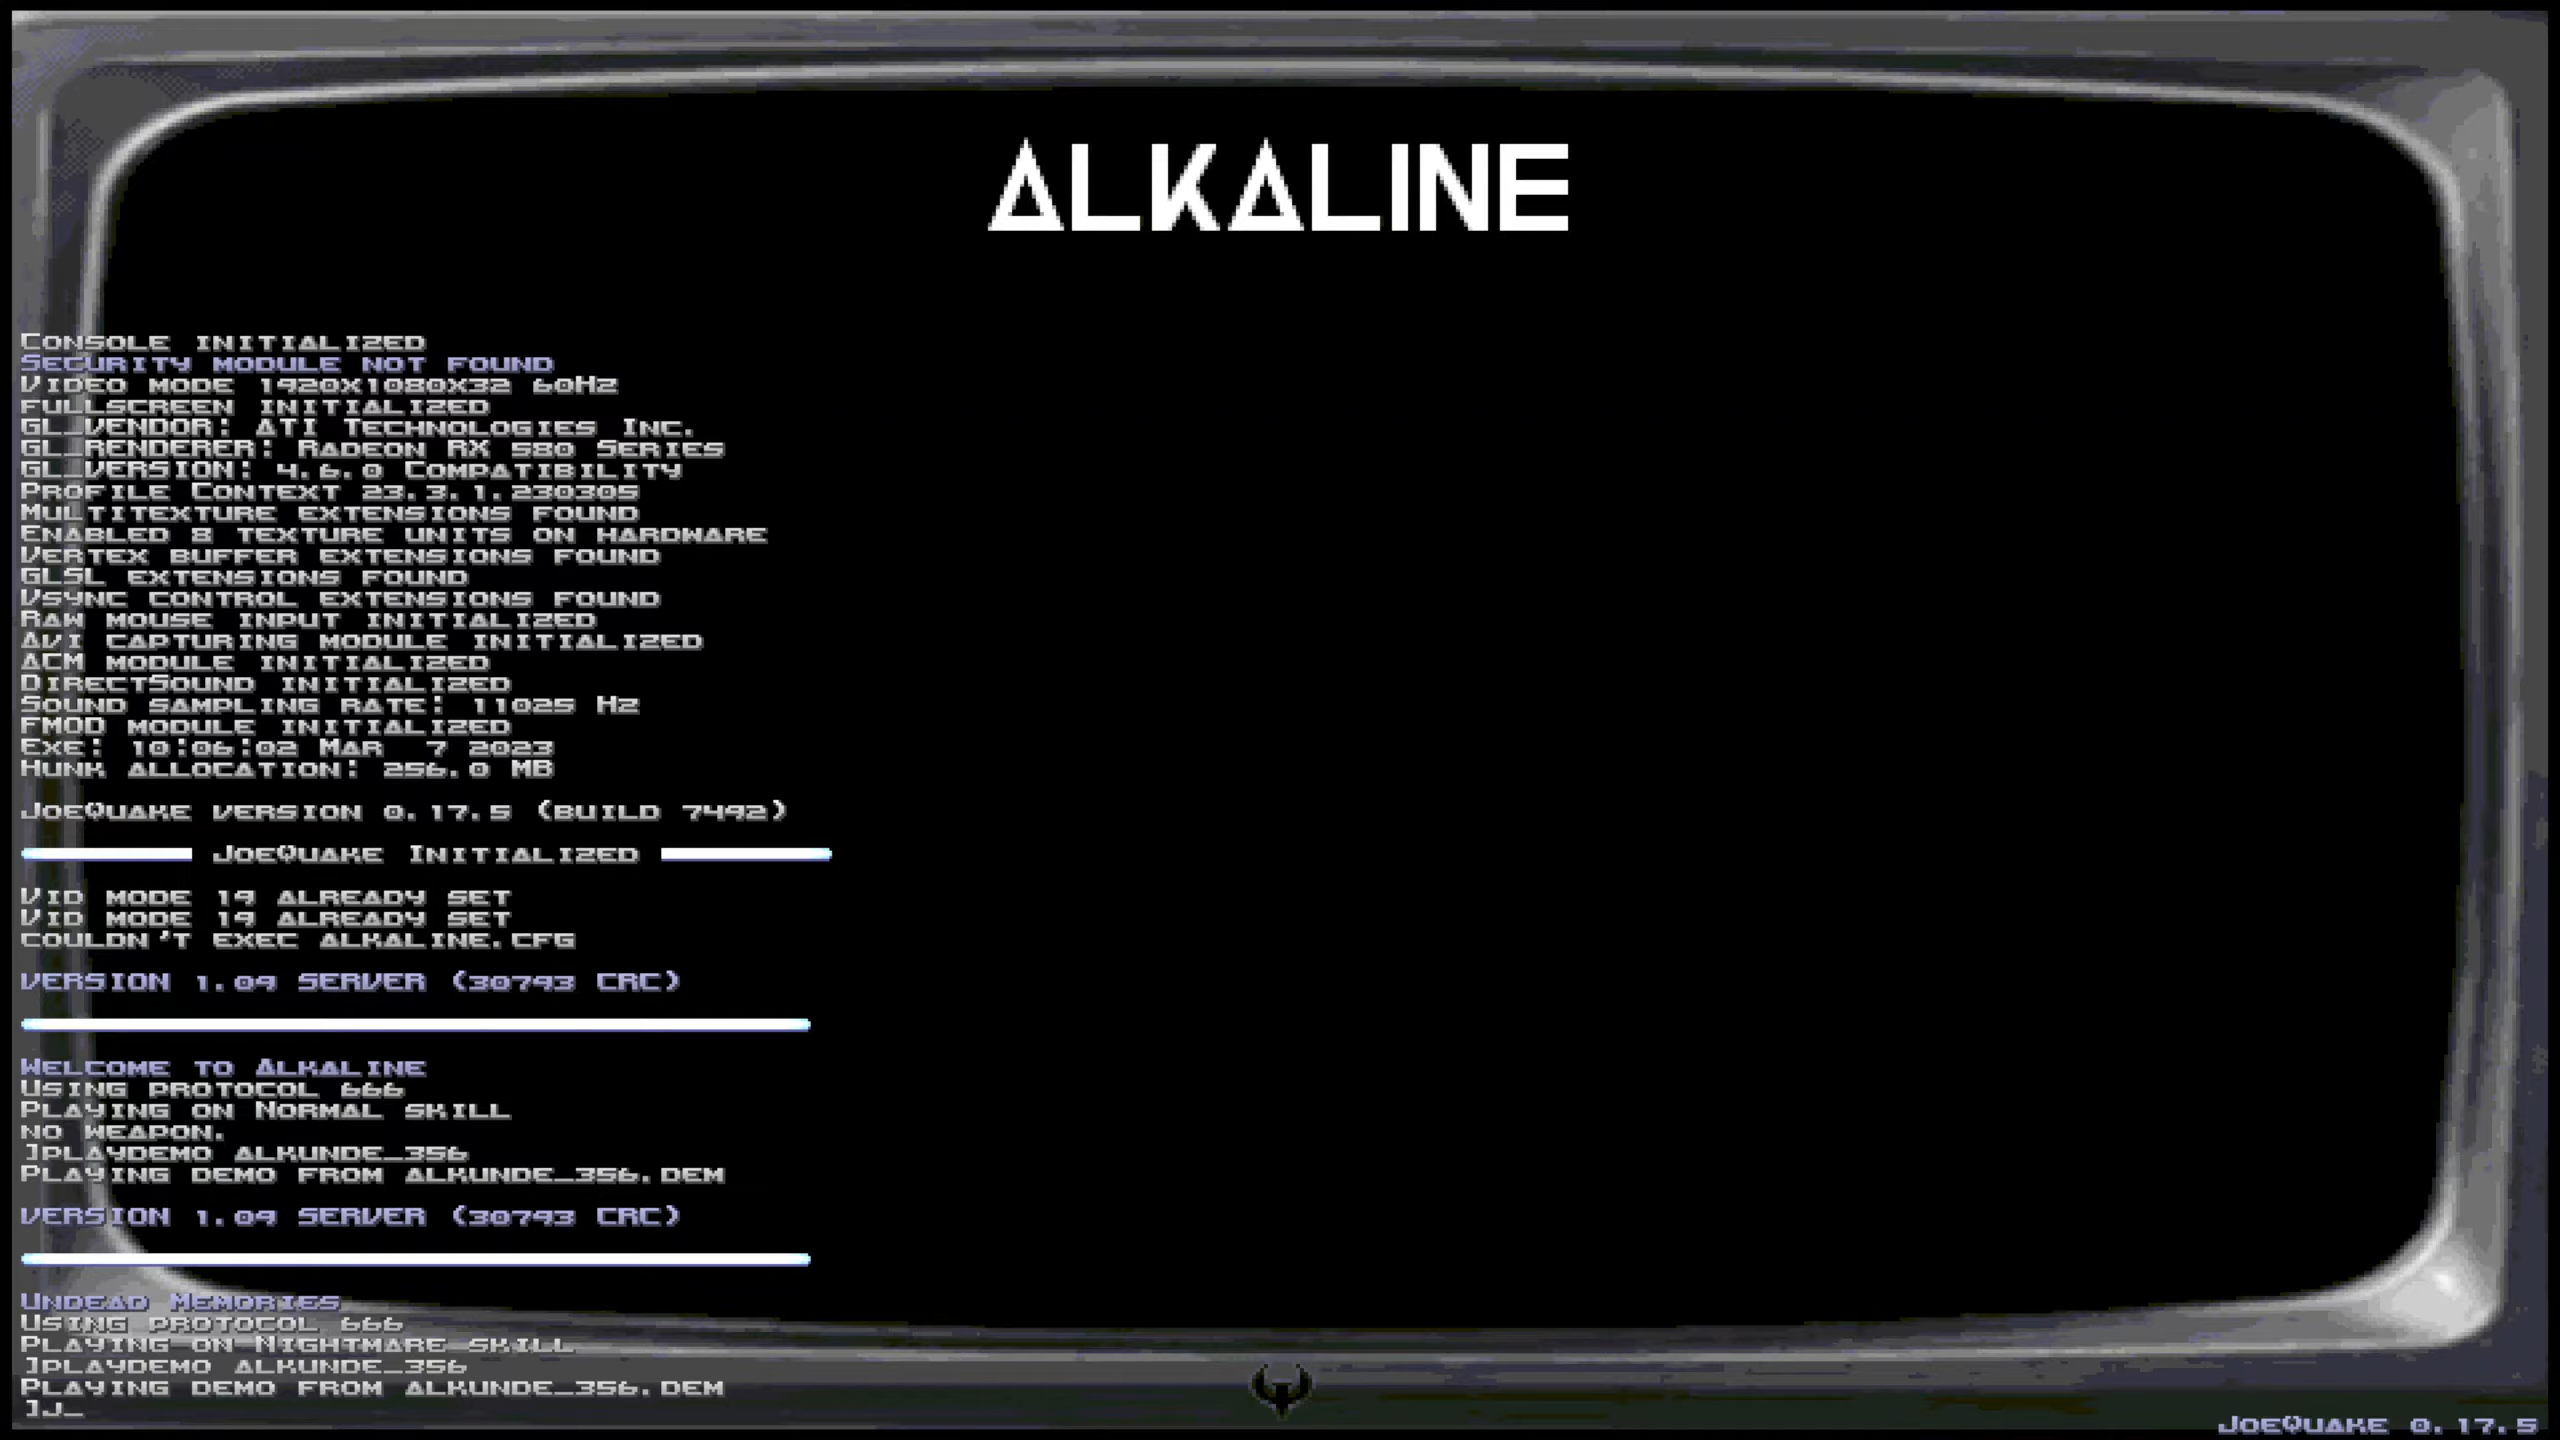 ALKALINE
Console initialized
Security module not found
Video mode 1920x1080x32 60Hz
fullscreen initialized
GL_VENDOR: ATI Technologies Inc.
GL_RENDERER: Radeon RX 580 Series
GL_VERSION: 4.6.0 Compatibility
Profile Context 23.3.1.230305
Multitexture extensions found
Enabled 8 texture units on hardware
Vertex buffer extensions found
GLSL extensions found
Vsync control extensions found
Raw mouse input initialized
AVI capturing module initialized
ACM module initialized
DirectSound initialized
Sound sampling rate: 11025 Hz
FMOD module initialized
Exe: 10:06:02 Mar  7 2023
Hunk allocation: 256.0 MB
JoeQuake version 0.17.5 (build 7492)
JoeQuake Initialized
Vid mode 19 already set
Vid mode 19 already set
couldn't exec alkaline.cfg
VERSION 1.09 SERVER (30793 CRC)
Welcome to Alkaline
Using protocol 666
Playing on Normal skill
no weapon.
]playdemo alkunde_356
Playing demo from alkunde_356.dem
VERSION 1.09 SERVER (30793 CRC)
Undead Memories
Using protocol 666
Playing on Nightmare skill
]playdemo alkunde_356
Playing demo from alkunde_356.dem
]j_
JoeQuake 0.17.5